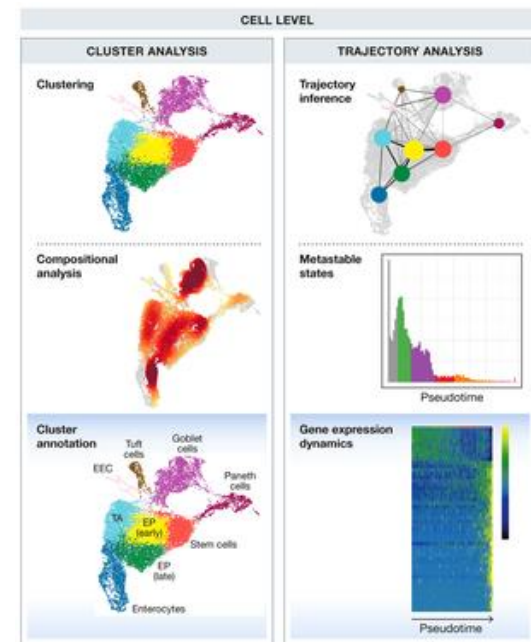 CELL LEVEL
CLUSTER ANALYSIS
Clustering
Compositional
analysis
Cluster
annotation
Tuft
cells
Goblet
cells
EEC
Paneth
cells
TA
EP
(early)
Stem cells
EP
(late)
Enterocytes
TRAJECTORY ANALYSIS
Trajectory
inference
Metastable
states
Pseudotime
Gene expression
dynamics
Pseudotime